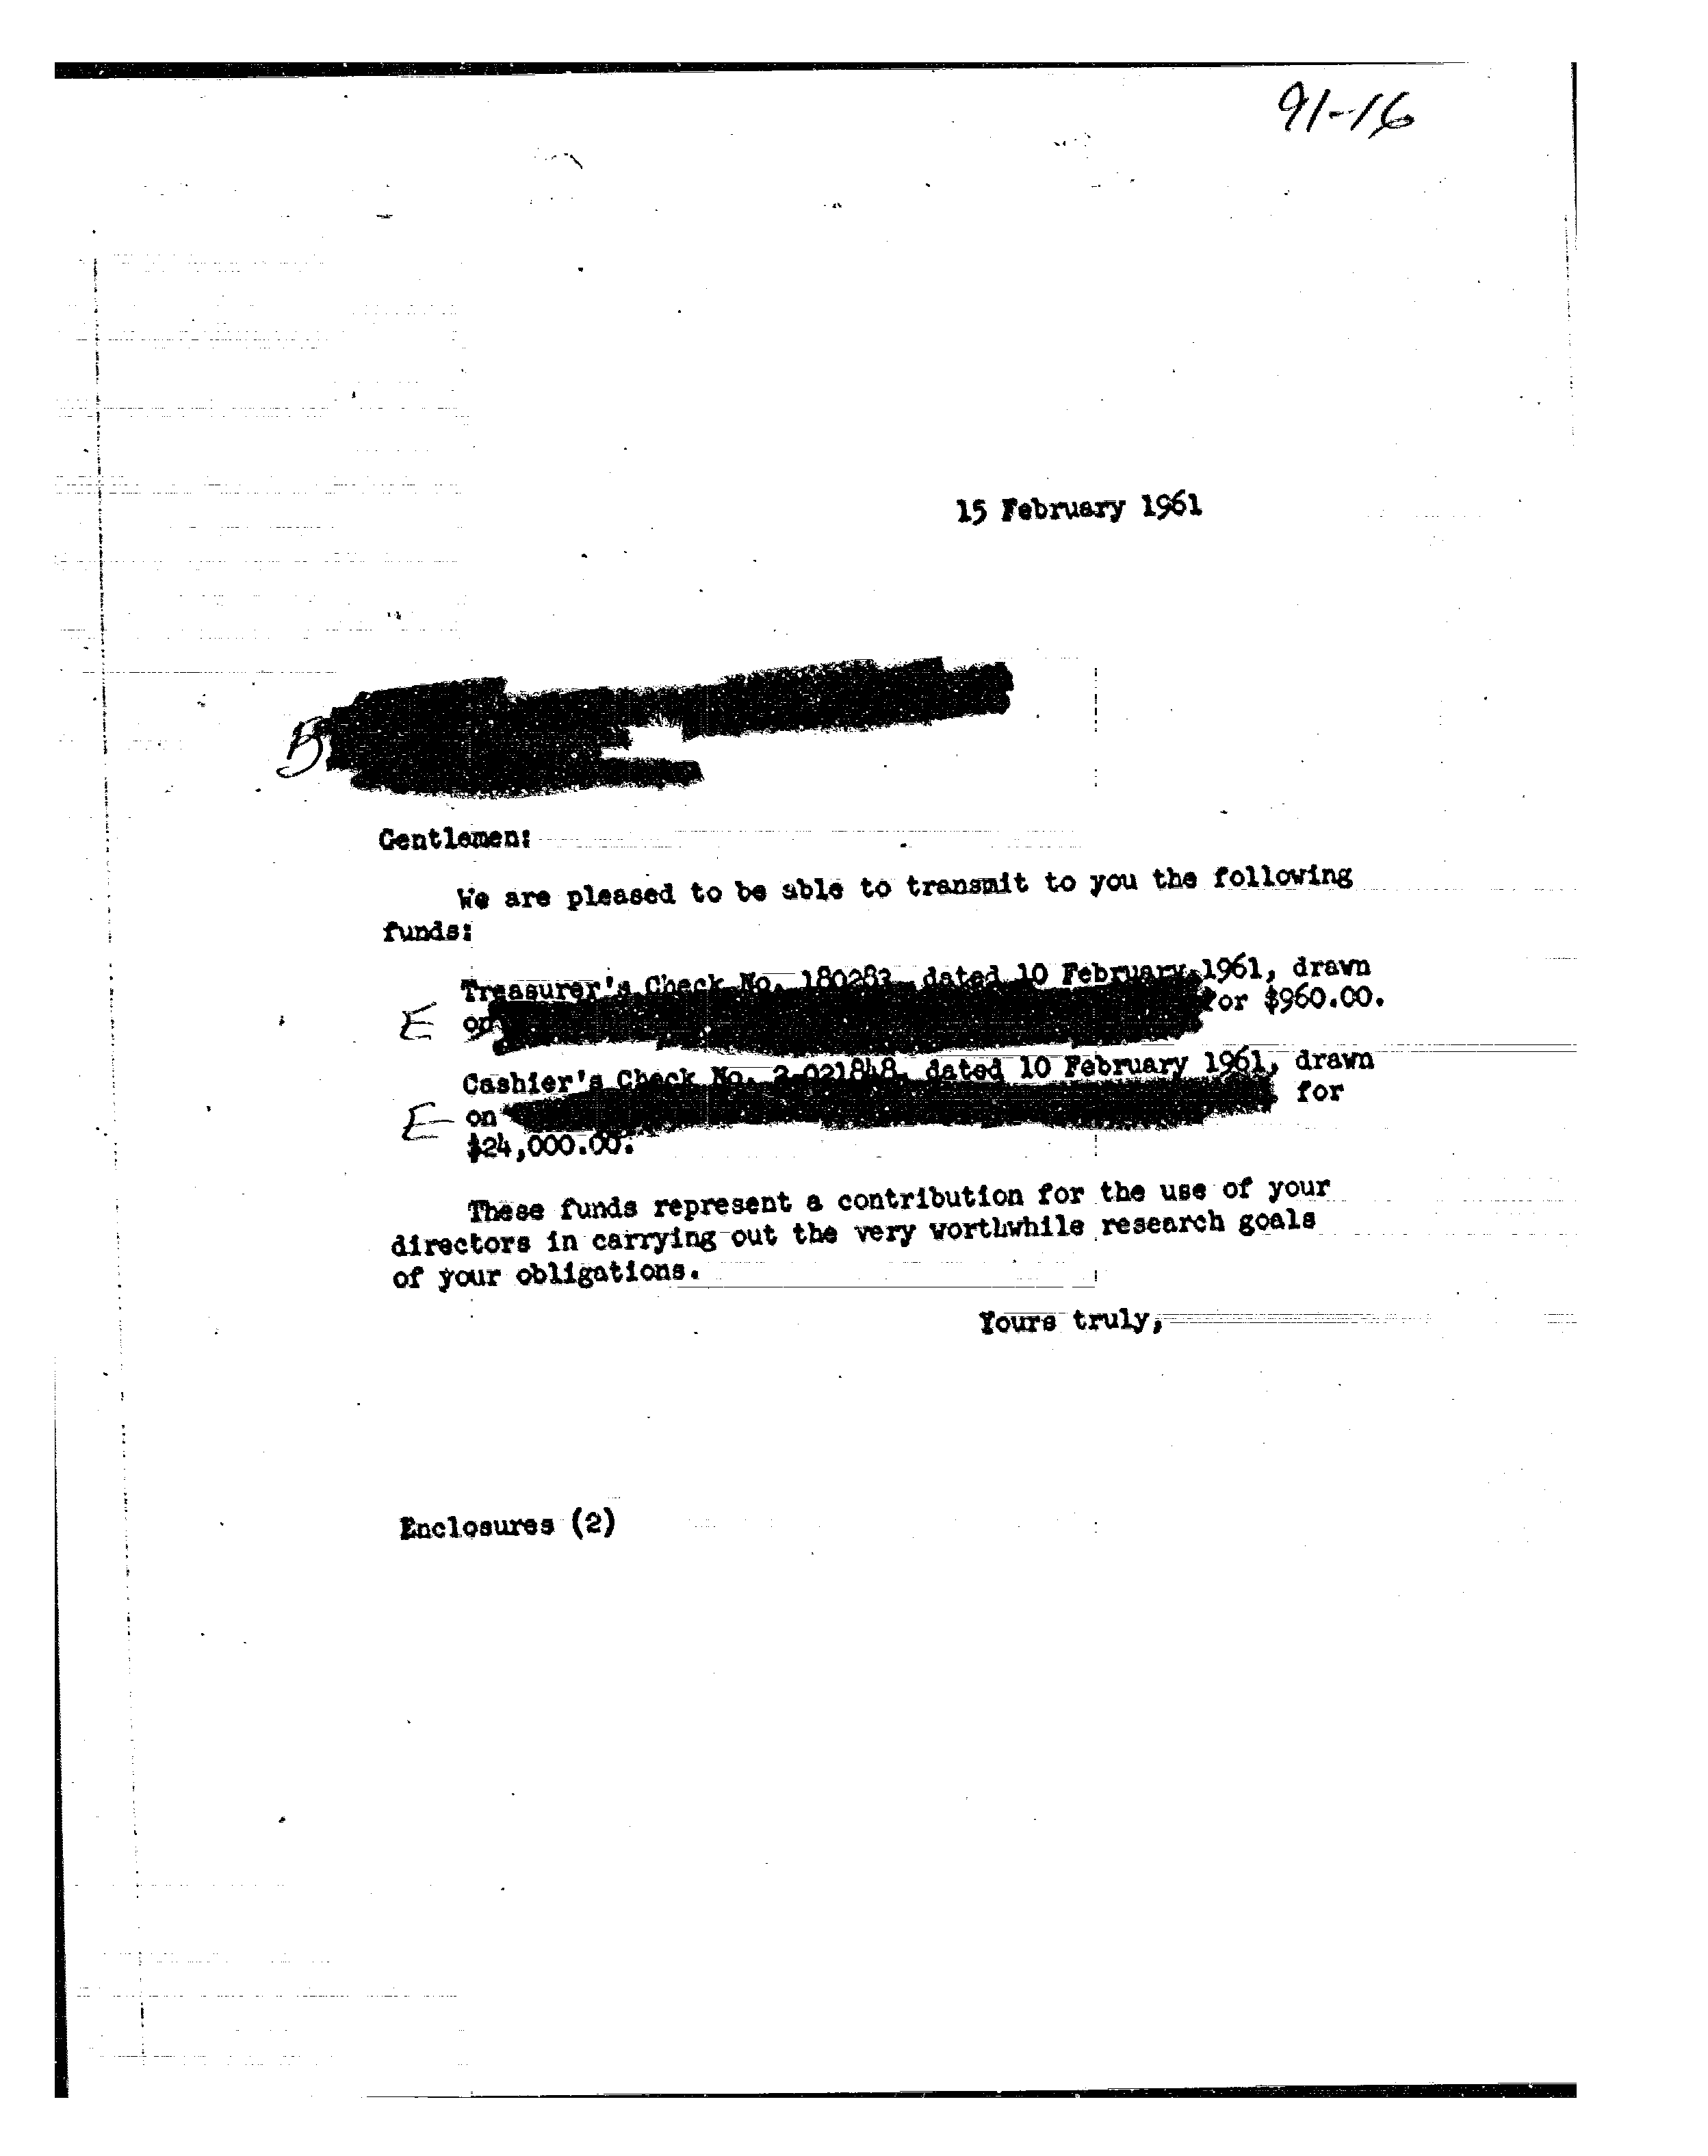 91-16
15 February 1961
B
Gentlemen:
We are pleased to be able to transmit to you the following
funds:
Treasurer's Check No. 180283, dated 10 February 1961, drawn
E on for $960.00.
Cashier's Check No. 2-021848, dated 10 February 1961, drawn
E on for
$24,000.00.
These funds represent a contribution for the use of your
directors in carrying out the very worthwhile research goals
of your obligations.
Yours truly,
Enclosures (2)